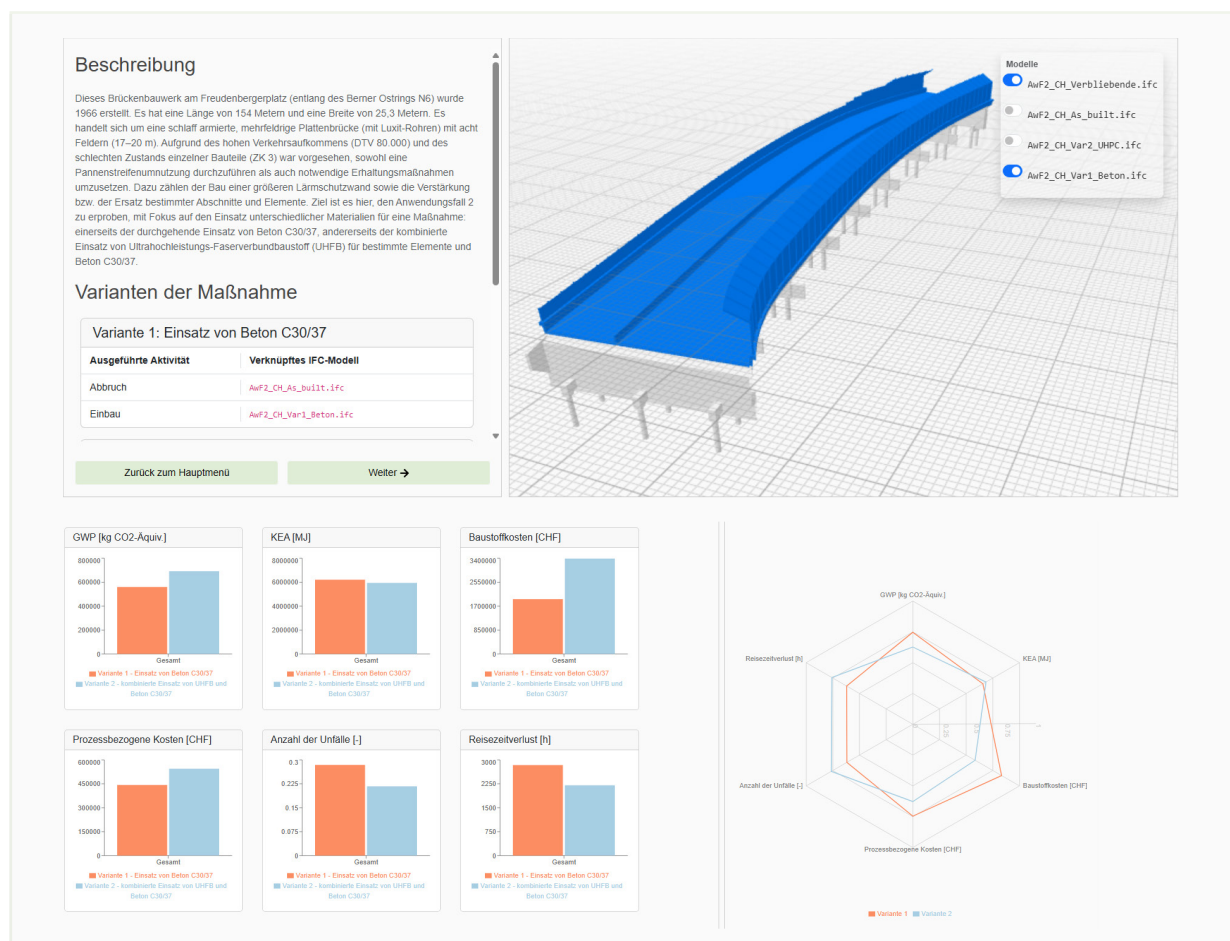 Beschreibung
Dieses Brückenbauwerk am Freudenbergerplatz (entlang des Berner Ostrings N6) wurde
1966 erstellt. Es hat eine Länge von 154 Metern und eine Breite von 25,3 Metern. Es
handelt sich um eine schlaff armierte, mehrfeldrige Plattenbrücke (mit Luxit-Rohren) mit acht
Feldern (17–20 m). Aufgrund des hohen Verkehrsaufkommens (DTV 80.000) und des
schlechten Zustands einzelner Bauteile (ZK 3) war vorgesehen, sowohl eine
Pannenstreifenumnutzung durchzuführen als auch notwendige Erhaltungsmaßnahmen
umzusetzen. Dazu zählen der Bau einer größeren Lärmschutzwand sowie die Verstärkung
bzw. der Ersatz bestimmter Abschnitte und Elemente. Ziel ist es hier, den Anwendungsfall 2
zu erproben, mit Fokus auf den Einsatz unterschiedlicher Materialien für eine Maßnahme:
einerseits der durchgehende Einsatz von Beton C30/37, andererseits der kombinierte
Einsatz von Ultrahochleistungs-Faserverbundbaustoff (UHFB) für bestimmte Elemente und
Beton C30/37.
Varianten der Maßnahme
Variante 1: Einsatz von Beton C30/37
Ausgeführte Aktivität Verknüpftes IFC-Modell
Abbruch AwF2_CH_As_built.ifc
Einbau AwF2_CH_Var1_Beton.ifc
Zurück zum Hauptmenü
Weiter →
Modelle
AwF2_CH_Verbliebende.ifc
AwF2_CH_As_built.ifc
AwF2_CH_Var2_UHPC.ifc
AwF2_CH_Var1_Beton.ifc
GWP [kg CO2-Äquiv.]
800000
600000
400000
200000
0
Gesamt
Variante 1 - Einsatz von Beton C30/37
Variante 2 - kombinierte Einsatz von UHFB und
Beton C30/37
KEA [MJ]
8000000
6000000
4000000
2000000
0
Gesamt
Variante 1 - Einsatz von Beton C30/37
Variante 2 - kombinierte Einsatz von UHFB und
Beton C30/37
Baustoffkosten [CHF]
3400000
2550000
1700000
850000
0
Gesamt
Variante 1 - Einsatz von Beton C30/37
Variante 2 - kombinierte Einsatz von UHFB und
Beton C30/37
Prozessbezogene Kosten [CHF]
600000
450000
300000
150000
0
Gesamt
Variante 1 - Einsatz von Beton C30/37
Variante 2 - kombinierte Einsatz von UHFB und
Beton C30/37
Anzahl der Unfälle [-]
0.3
0.225
0.15
0.075
0
Gesamt
Variante 1 - Einsatz von Beton C30/37
Variante 2 - kombinierte Einsatz von UHFB und
Beton C30/37
Reisezeitverlust [h]
3000
2250
1500
750
0
Gesamt
Variante 1 - Einsatz von Beton C30/37
Variante 2 - kombinierte Einsatz von UHFB und
Beton C30/37
GWP [kg CO2-Äquiv.]
Reisezeitverlust [h]
KEA [MJ]
0
0.25
0.5
0.75
1
Anzahl der Unfälle [-]
Baustoffkosten [CHF]
Prozessbezogene Kosten [CHF]
Variante 1 Variante 2